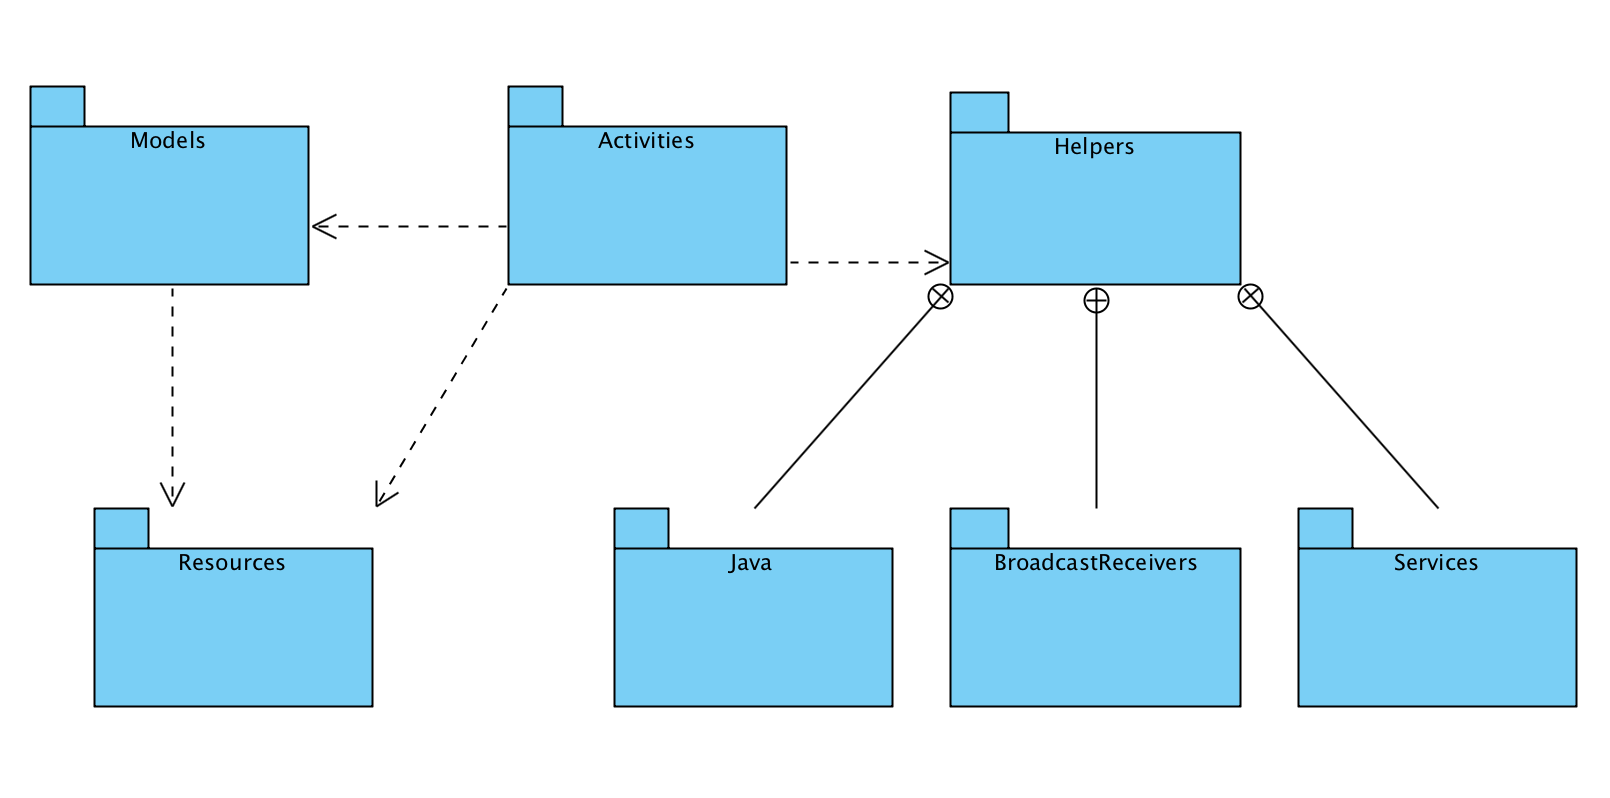 Models
Activities
Helpers
Resources
Java
BroadcastReceivers
Services